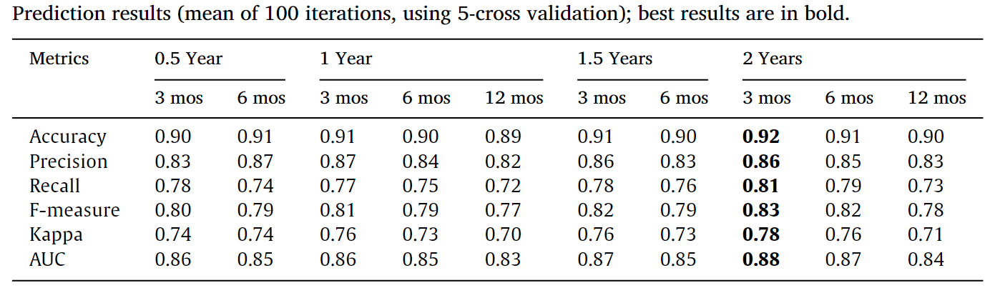 Prediction results (mean of 100 iterations, using 5-cross validation); best results are in bold.
Metrics 0.5 Year 1 Year 1.5 Years 2 Years
3 mos 6 mos 3 mos 6 mos 12 mos 3 mos 6 mos 3 mos 6 mos 12 mos
Accuracy 0.90 0.91 0.91 0.90 0.89 0.91 0.90 0.92 0.91 0.90
Precision 0.83 0.87 0.87 0.84 0.82 0.86 0.83 0.86 0.85 0.83
Recall 0.78 0.74 0.77 0.75 0.72 0.78 0.76 0.81 0.79 0.73
F-measure 0.80 0.79 0.81 0.79 0.77 0.82 0.79 0.83 0.82 0.78
Kappa 0.74 0.74 0.76 0.73 0.70 0.76 0.73 0.78 0.76 0.71
AUC 0.86 0.85 0.86 0.85 0.83 0.87 0.85 0.88 0.87 0.84